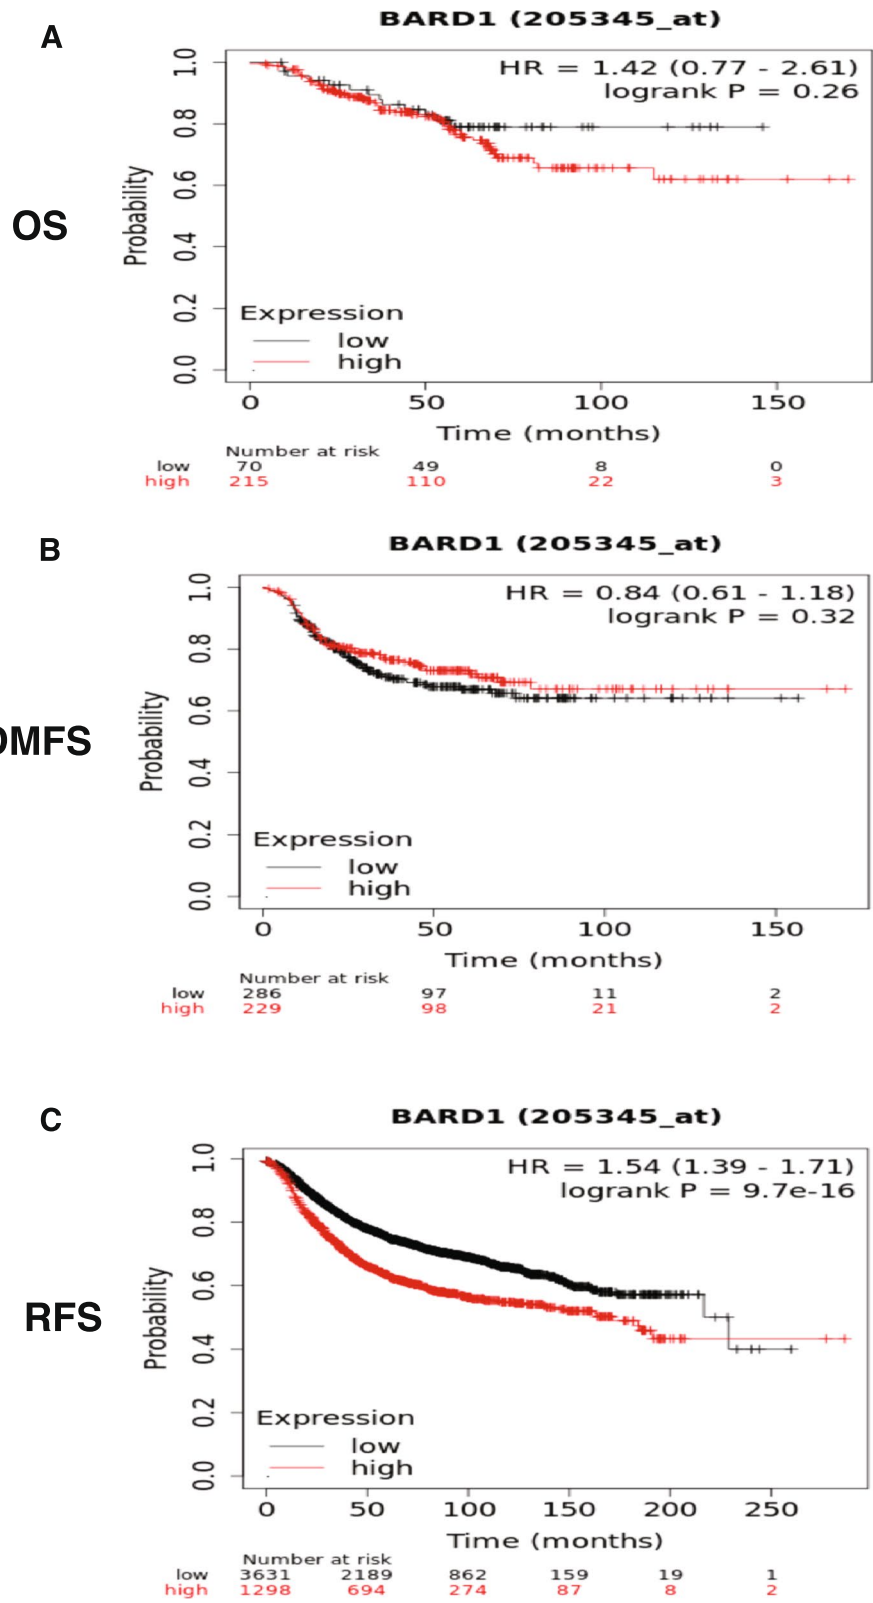 A
BARD1 (205345_at)
HR = 1.42 (0.77 - 2.61)
logrank P = 0.26
OS
Probability
1.0
0.8
0.6
0.4
0.2
0.0
Expression
low
high
0 50 100 150
Time (months)
Number at risk
low 70 49 8 0
high 215 110 22 3
B
BARD1 (205345_at)
HR = 0.84 (0.61 - 1.18)
logrank P = 0.32
DMFS
Probability
1.0
0.8
0.6
0.4
0.2
0.0
Expression
low
high
0 50 100 150
Time (months)
Number at risk
low 286 97 11 2
high 229 98 21 2
C
BARD1 (205345_at)
HR = 1.54 (1.39 - 1.71)
logrank P = 9.7e-16
RFS
Probability
1.0
0.8
0.6
0.4
0.2
0.0
Expression
low
high
0 50 100 150 200 250
Time (months)
Number at risk
low 3631 2189 862 159 19 1
high 1298 694 274 87 8 2